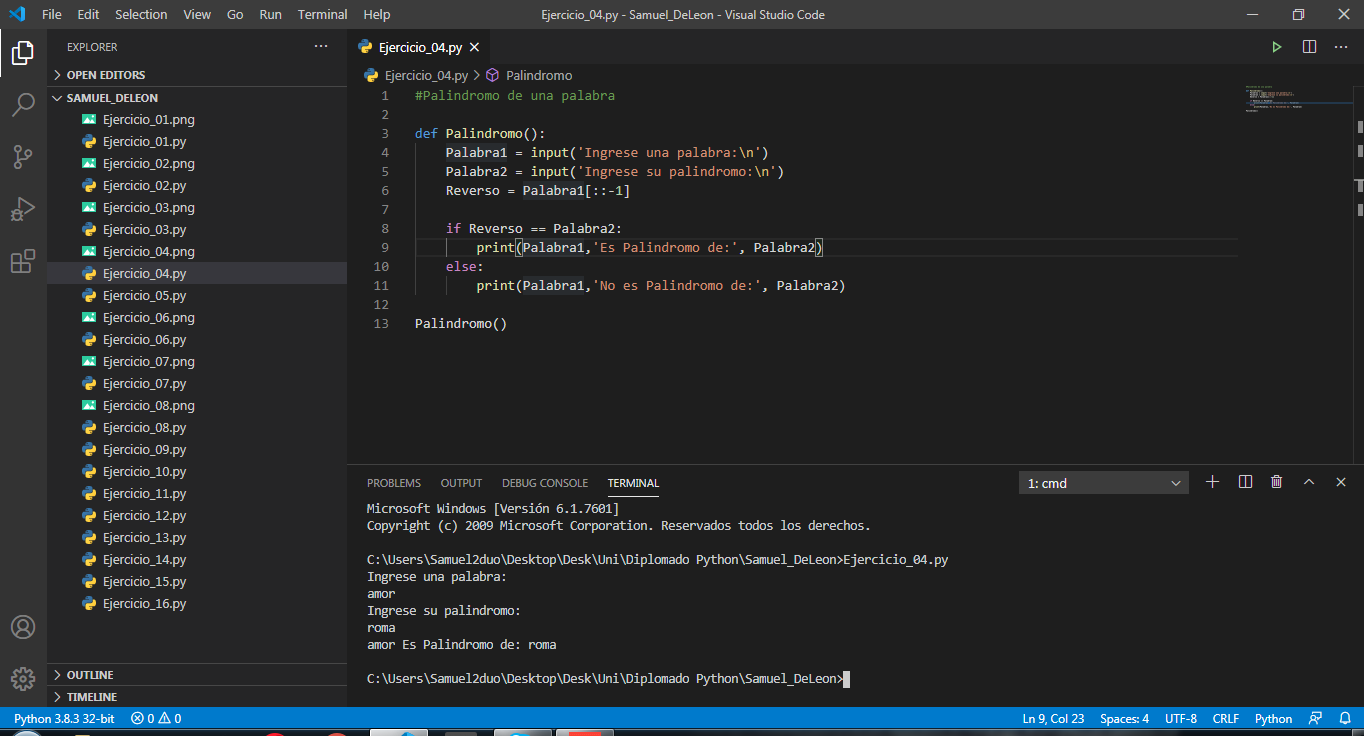 File Edit Selection View Go Run Terminal Help Ejercicio_04.py - Samuel_DeLeon - Visual Studio Code
EXPLORER
OPEN EDITORS
SAMUEL_DELEON
Ejercicio_01.png
Ejercicio_01.py
Ejercicio_02.png
Ejercicio_02.py
Ejercicio_03.png
Ejercicio_03.py
Ejercicio_04.png
Ejercicio_04.py
Ejercicio_05.py
Ejercicio_06.png
Ejercicio_06.py
Ejercicio_07.png
Ejercicio_07.py
Ejercicio_08.png
Ejercicio_08.py
Ejercicio_09.py
Ejercicio_10.py
Ejercicio_11.py
Ejercicio_12.py
Ejercicio_13.py
Ejercicio_14.py
Ejercicio_15.py
Ejercicio_16.py
OUTLINE
TIMELINE
Ejercicio_04.py
Ejercicio_04.py > Palindromo
1 #Palindromo de una palabra
2
3 def Palindromo():
4 Palabra1 = input('Ingrese una palabra:\n')
5 Palabra2 = input('Ingrese su palindromo:\n')
6 Reverso = Palabra1[::-1]
7
8 if Reverso == Palabra2:
9 print(Palabra1,'Es Palindromo de:', Palabra2)
10 else:
11 print(Palabra1,'No es Palindromo de:', Palabra2)
12
13 Palindromo()
PROBLEMS OUTPUT DEBUG CONSOLE TERMINAL 1: cmd
Microsoft Windows [Versión 6.1.7601]
Copyright (c) 2009 Microsoft Corporation. Reservados todos los derechos.
C:\Users\Samuel2duo\Desktop\Desk\Uni\Diplomado Python\Samuel_DeLeon>Ejercicio_04.py
Ingrese una palabra:
amor
Ingrese su palindromo:
roma
amor Es Palindromo de: roma
C:\Users\Samuel2duo\Desktop\Desk\Uni\Diplomado Python\Samuel_DeLeon>
Python 3.8.3 32-bit 0 0 Ln 9, Col 23 Spaces: 4 UTF-8 CRLF Python